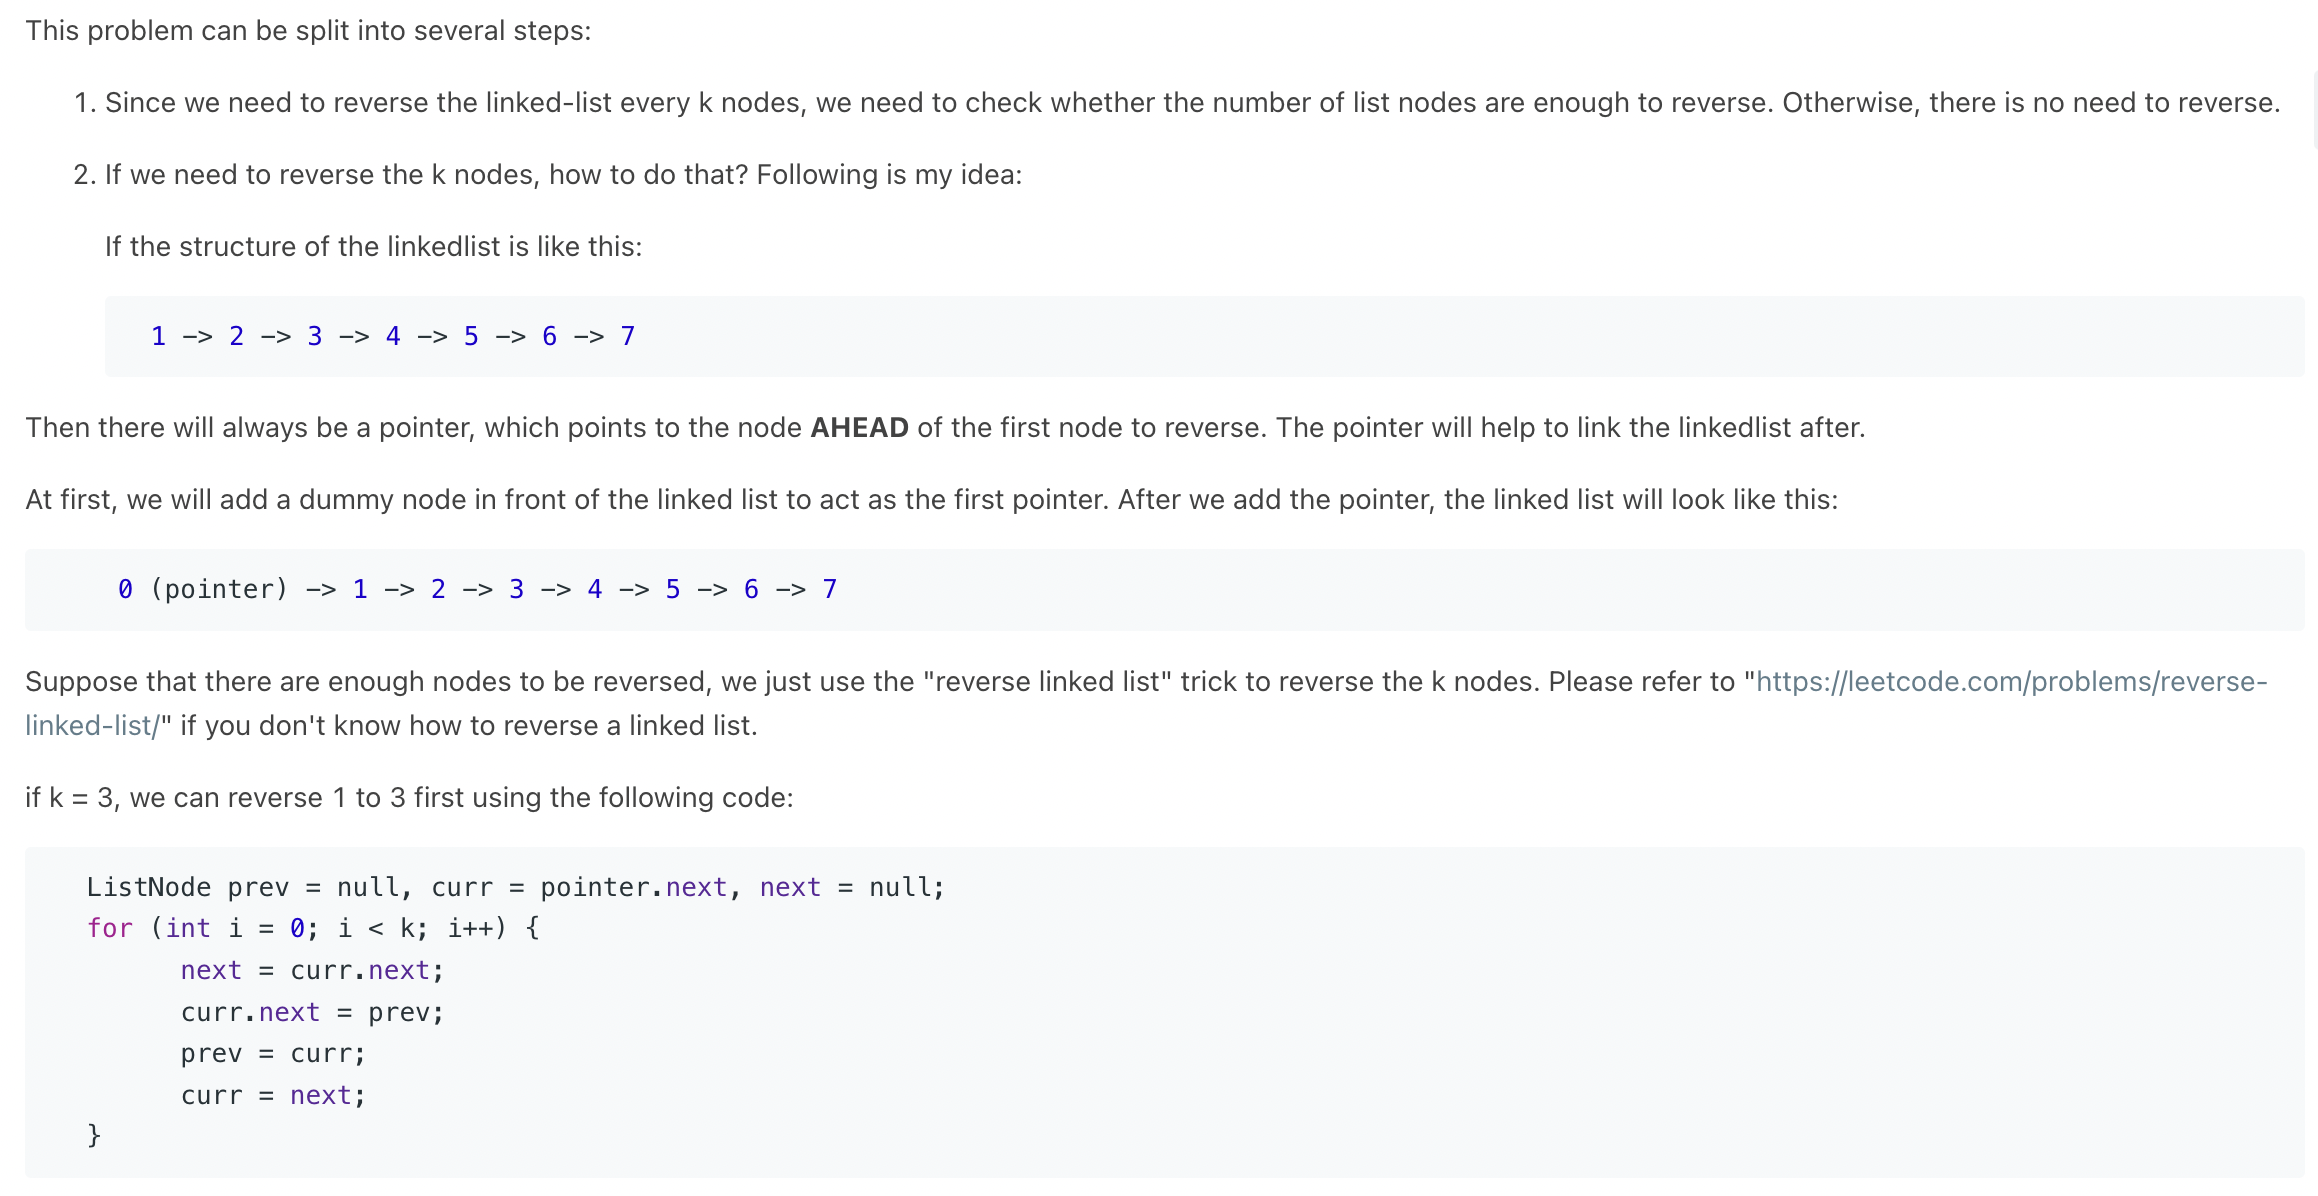 This problem can be split into several steps:
1. Since we need to reverse the linked-list every k nodes, we need to check whether the number of list nodes are enough to reverse. Otherwise, there is no need to reverse.
2. If we need to reverse the k nodes, how to do that? Following is my idea:
If the structure of the linkedlist is like this:
1 -> 2 -> 3 -> 4 -> 5 -> 6 -> 7
Then there will always be a pointer, which points to the node AHEAD of the first node to reverse. The pointer will help to link the linkedlist after.
At first, we will add a dummy node in front of the linked list to act as the first pointer. After we add the pointer, the linked list will look like this:
0 (pointer) -> 1 -> 2 -> 3 -> 4 -> 5 -> 6 -> 7
Suppose that there are enough nodes to be reversed, we just use the "reverse linked list" trick to reverse the k nodes. Please refer to "https://leetcode.com/problems/reverse-
linked-list/" if you don't know how to reverse a linked list.
if k = 3, we can reverse 1 to 3 first using the following code:
ListNode prev = null, curr = pointer.next, next = null;
for (int i = 0; i < k; i++) {
      next = curr.next;
      curr.next = prev;
      prev = curr;
      curr = next;
}